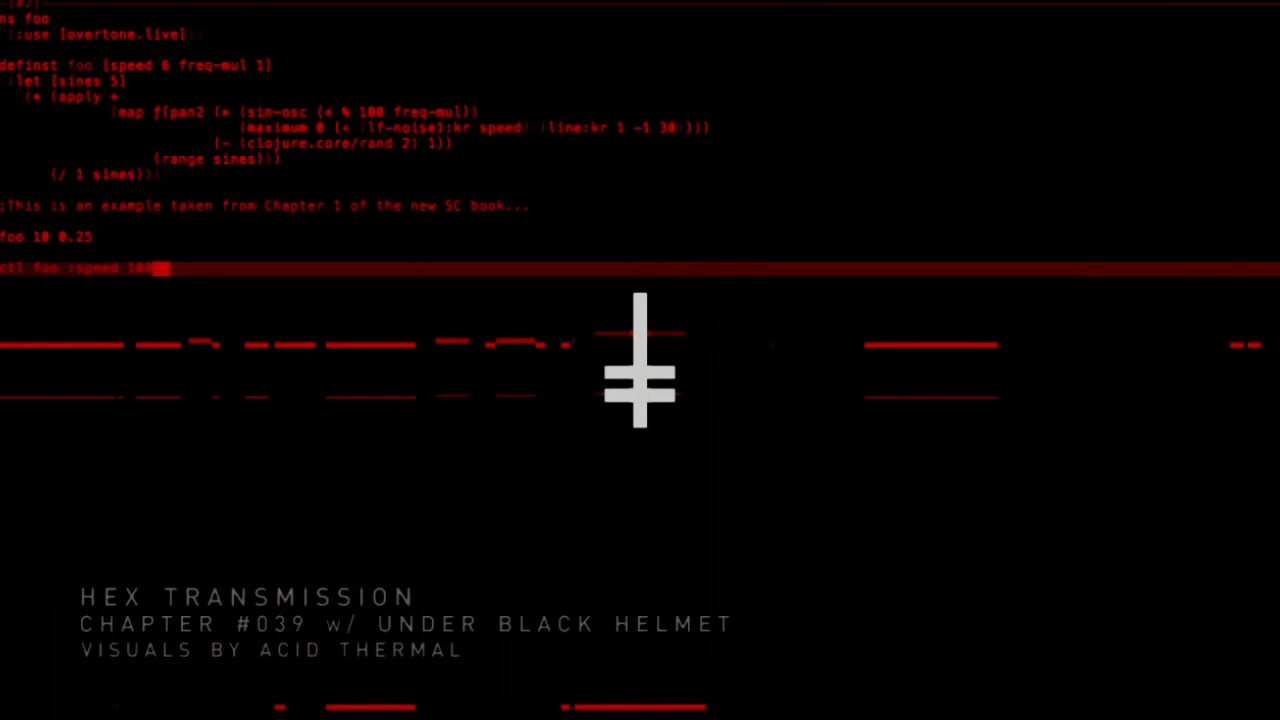 [#2]
ns foo
(:use [overtone.live])
definst foo [speed 6 freq-mul 1]
(let [sines 5]
(* (apply +
(map ƒ(pan2 (* (sin-osc (* % 100 freq-mul))
(maximum 0 (+ (lf-noise1:kr speed) (line:kr 1 -1 30))))
(- (clojure.core/rand 2) 1))
(range sines)))
(/ 1 sines)))
;This is an example taken from Chapter 1 of the new SC book...
foo 10 0.25
ctl foo :speed 100
HEX TRANSMISSION
CHAPTER #039 w/ UNDER BLACK HELMET
VISUALS BY ACID THERMAL